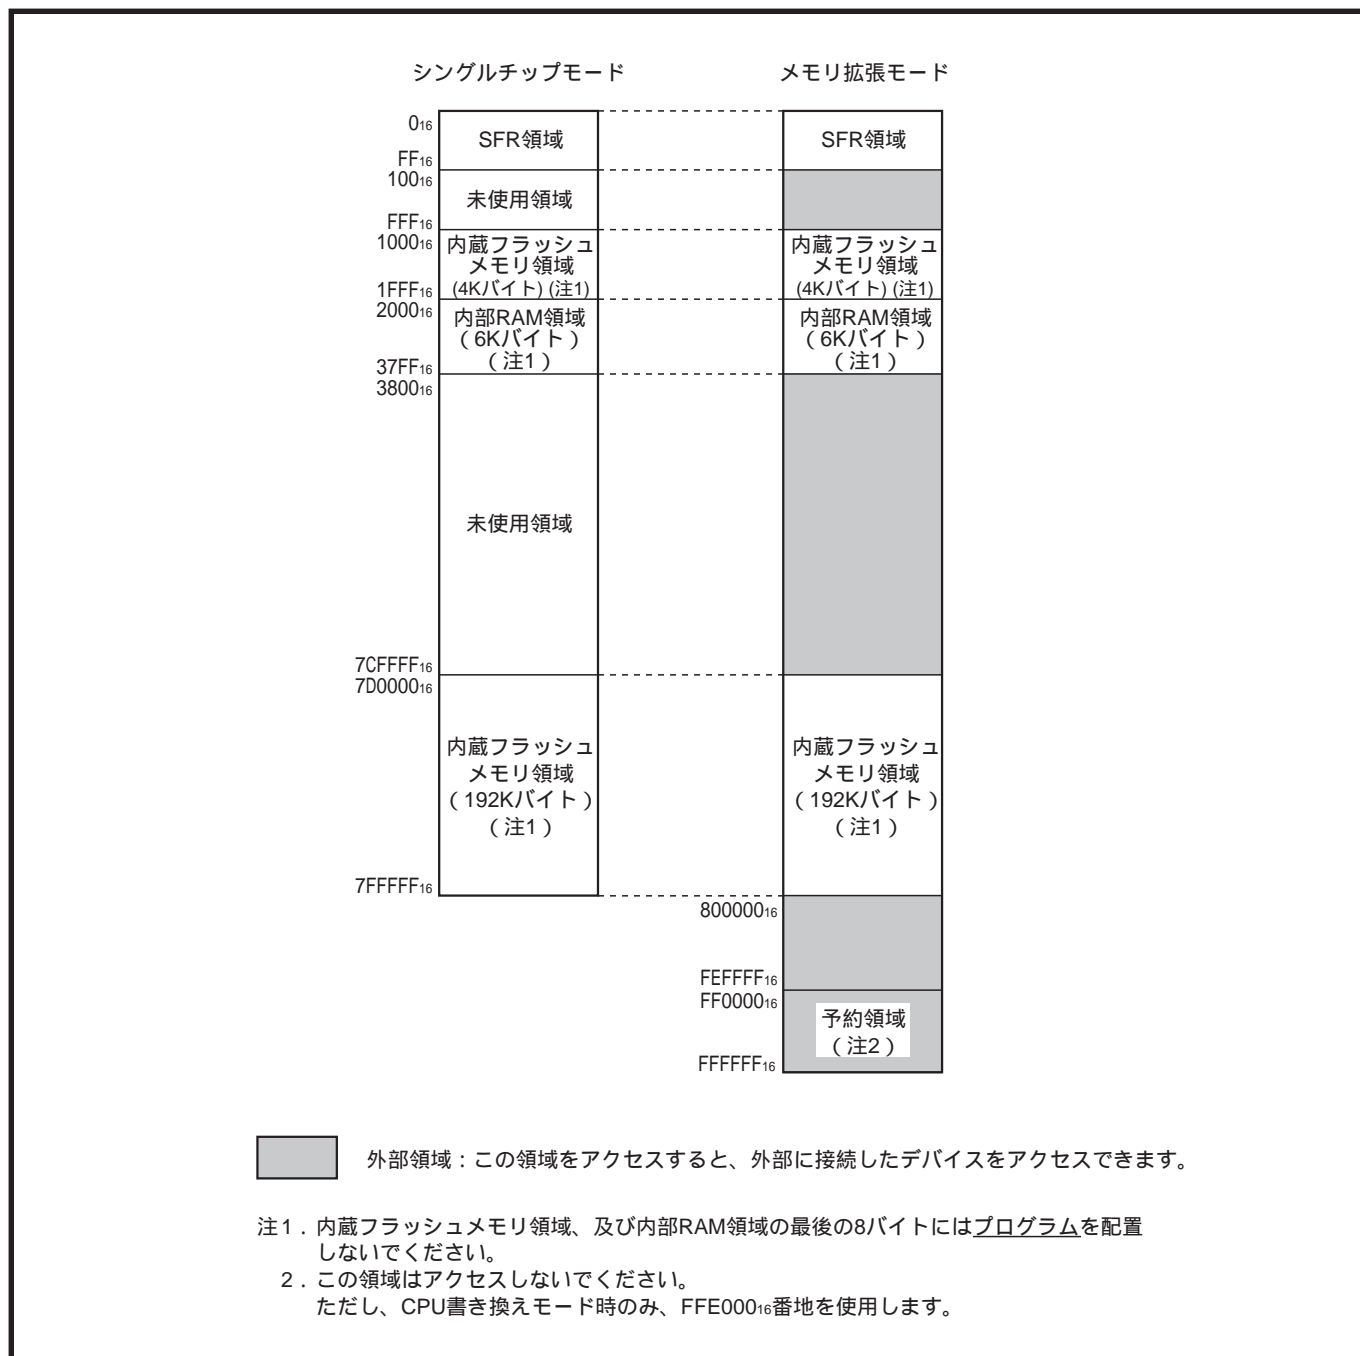 シングルチップモード
メモリ拡張モード
0₁₆
SFR領域
SFR領域
FF₁₆
100₁₆
未使用領域
FFF₁₆
1000₁₆
内蔵フラッシュ
メモリ領域
(4Kバイト) (注1)
内蔵フラッシュ
メモリ領域
(4Kバイト) (注1)
1FFF₁₆
2000₁₆
内部RAM領域
(6Kバイト)
(注1)
内部RAM領域
(6Kバイト)
(注1)
37FF₁₆
3800₁₆
未使用領域
7CFFFF₁₆
7D0000₁₆
内蔵フラッシュ
メモリ領域
(192Kバイト)
(注1)
内蔵フラッシュ
メモリ領域
(192Kバイト)
(注1)
7FFFFF₁₆
800000₁₆
FEFFFF₁₆
FF0000₁₆
予約領域
(注2)
FFFFFF₁₆
外部領域:この領域をアクセスすると、外部に接続したデバイスをアクセスできます。
注1.内蔵フラッシュメモリ領域、及び内部RAM領域の最後の8バイトにはプログラムを配置
しないでください。
2.この領域はアクセスしないでください。
ただし、CPU書き換えモード時のみ、FFE000₁₆番地を使用します。